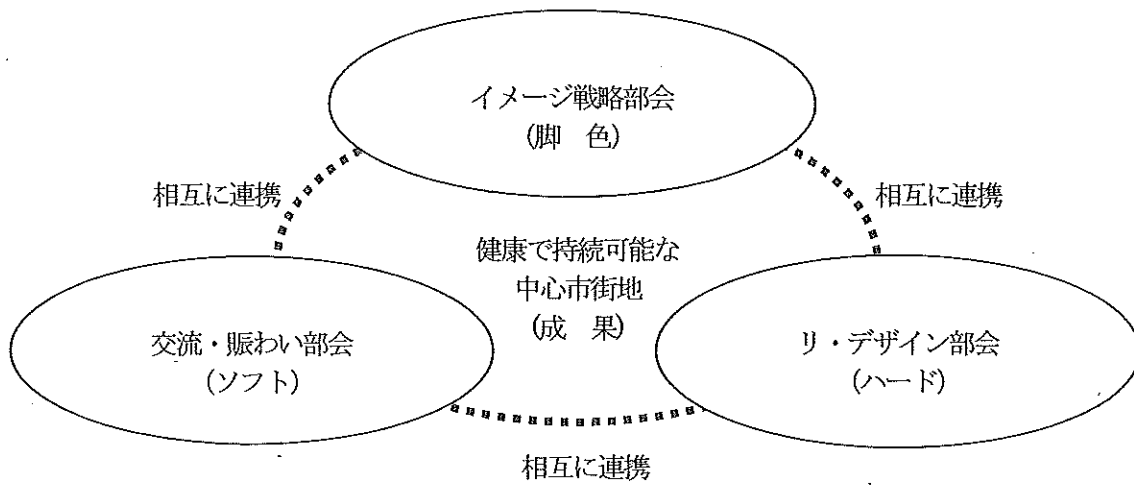 イメージ戦略部会
(脚　色)
相互に連携
相互に連携
健康で持続可能な
中心市街地
(成　果)
交流・賑わい部会
(ソフト)
リ・デザイン部会
(ハード)
相互に連携